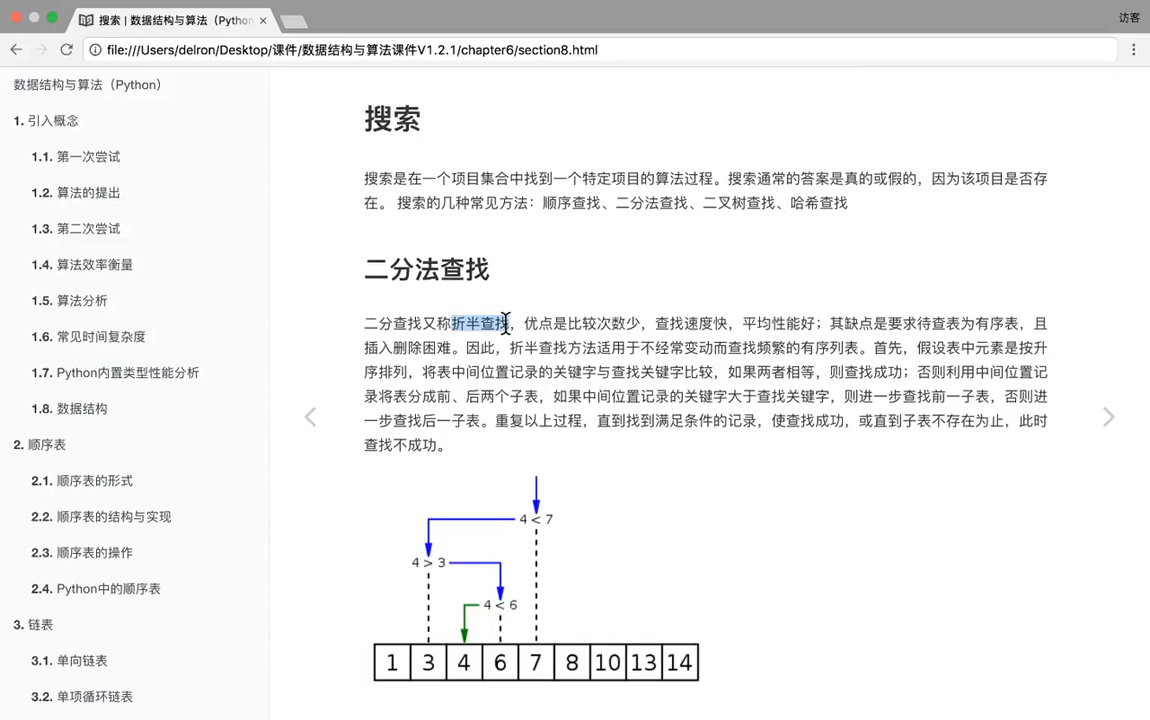 搜索 | 数据结构与算法（Python
访客
file:///Users/delron/Desktop/课件/数据结构与算法课件V1.2.1/chapter6/section8.html
数据结构与算法（Python）
1. 引入概念
1.1. 第一次尝试
1.2. 算法的提出
1.3. 第二次尝试
1.4. 算法效率衡量
1.5. 算法分析
1.6. 常见时间复杂度
1.7. Python内置类型性能分析
1.8. 数据结构
2. 顺序表
2.1. 顺序表的形式
2.2. 顺序表的结构与实现
2.3. 顺序表的操作
2.4. Python中的顺序表
3. 链表
3.1. 单向链表
3.2. 单项循环链表
搜索
搜索是在一个项目集合中找到一个特定项目的算法过程。搜索通常的答案是真的或假的，因为该项目是否存
在。 搜索的几种常见方法：顺序查找、二分法查找、二叉树查找、哈希查找
二分法查找
二分查找又称折半查找，优点是比较次数少，查找速度快，平均性能好；其缺点是要求待查表为有序表，且
插入删除困难。因此，折半查找方法适用于不经常变动而查找频繁的有序列表。首先，假设表中元素是按升
序排列，将表中间位置记录的关键字与查找关键字比较，如果两者相等，则查找成功；否则利用中间位置记
录将表分成前、后两个子表，如果中间位置记录的关键字大于查找关键字，则进一步查找前一子表，否则进
一步查找后一子表。重复以上过程，直到找到满足条件的记录，使查找成功，或直到子表不存在为止，此时
查找不成功。
4 < 7
4 > 3
4 < 6
1 3 4 6 7 8 10 13 14